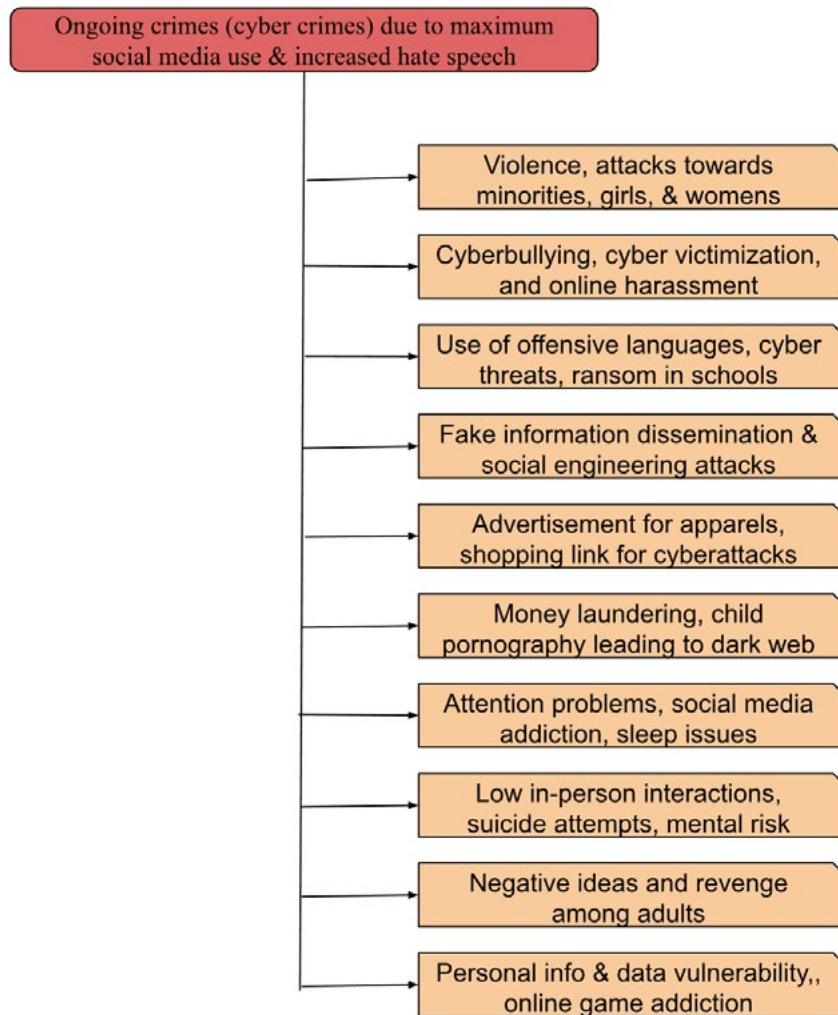 Ongoing crimes (cyber crimes) due to maximum
social media use & increased hate speech
Violence, attacks towards
minorities, girls, & womens
Cyberbullying, cyber victimization,
and online harassment
Use of offensive languages, cyber
threats, ransom in schools
Fake information dissemination &
social engineering attacks
Advertisement for apparels,
shopping link for cyberattacks
Money laundering, child
pornography leading to dark web
Attention problems, social media
addiction, sleep issues
Low in-person interactions,
suicide attempts, mental risk
Negative ideas and revenge
among adults
Personal info & data vulnerability,,
online game addiction